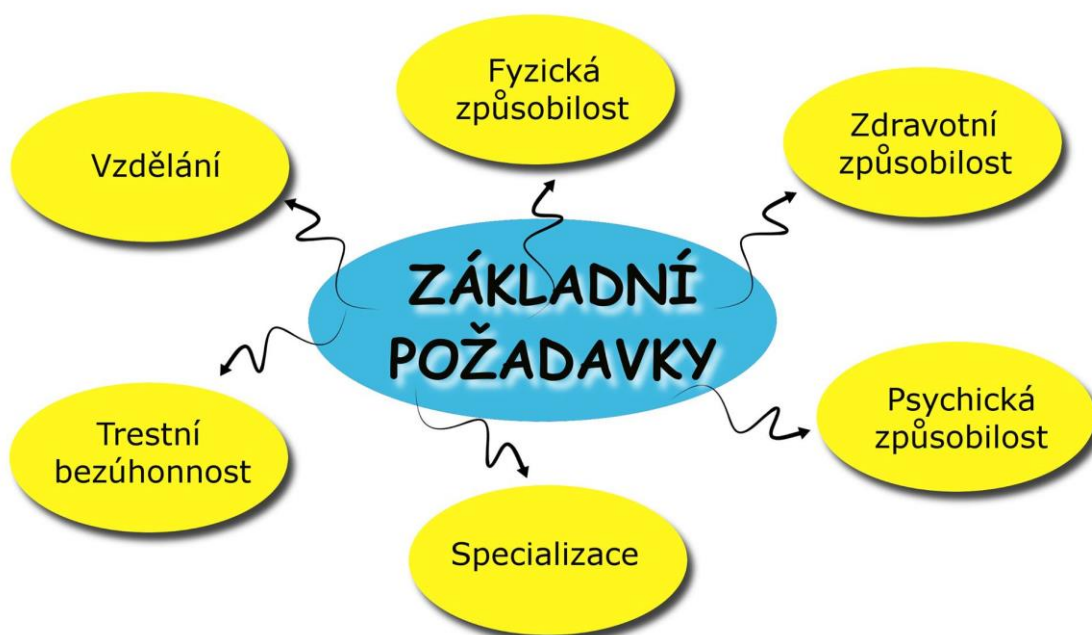 Fyzická
způsobilost
Vzdělání
Zdravotní
způsobilost
ZÁKLADNÍ
POŽADAVKY
Trestní
bezúhonnost
Psychická
způsobilost
Specializace